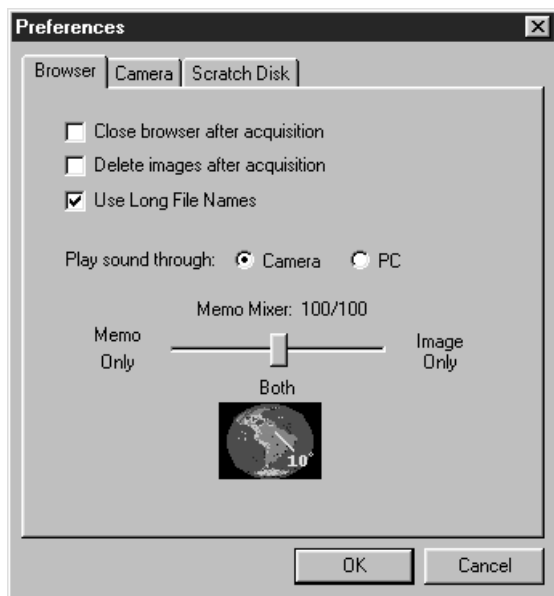 Preferences
Browser Camera Scratch Disk
Close browser after acquisition
Delete images after acquisition
Use Long File Names
Play sound through: Camera PC
Memo Mixer: 100/100
Memo Only
Image Only
Both
10°
OK Cancel